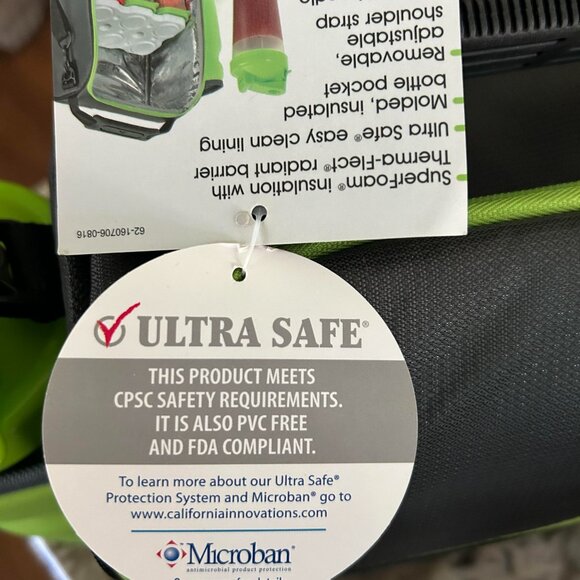 SuperFoam® insulation with
Therma-Flect® radiant barrier
Ultra Safe® easy clean lining
Molded, insulated
bottle pocket
Removable,
adjustable
shoulder strap
62-160706-0816
ULTRA SAFE®
THIS PRODUCT MEETS
CPSC SAFETY REQUIREMENTS.
IT IS ALSO PVC FREE
AND FDA COMPLIANT.
To learn more about our Ultra Safe®
Protection System and Microban® go to
www.californiainnovations.com
Microban®
antimicrobial product protection